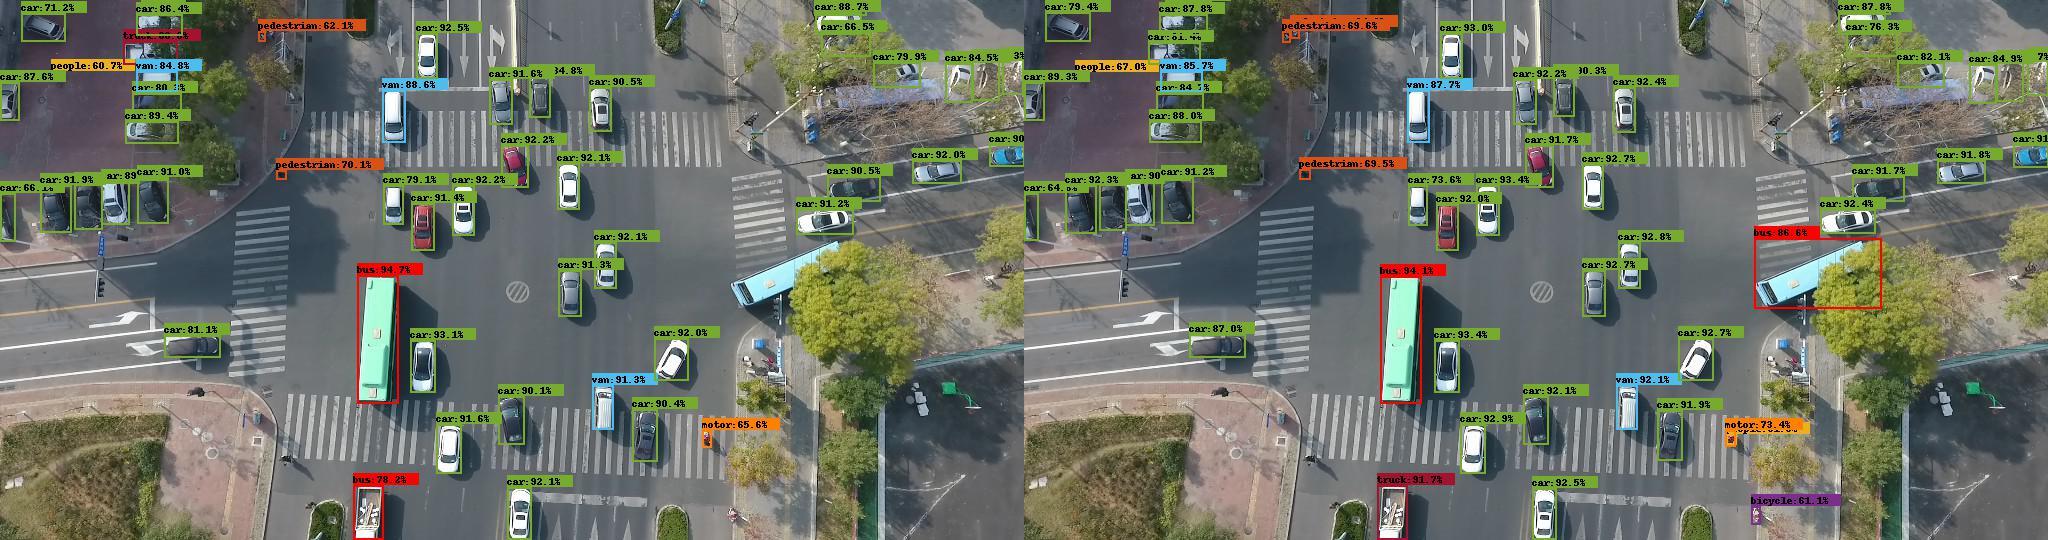 car:71.2%
car:86.4%
pedestrian:62.1%
car:92.5%
car:88.7%
car:66.5%
people:60.7%
van:84.8%
car:87.6%
van:88.6%
car:91.6%
car:90.5%
car:79.9%
car:84.5%
car:89.4%
car:92.2%
car:92.1%
pedestrian:70.1%
car:92.0%
car:90.5%
car:91.9%
car:91.0%
car:79.1%
car:92.2%
car:91.4%
car:91.2%
car:92.1%
car:91.3%
bus:94.7%
car:81.1%
car:93.1%
car:92.0%
van:91.3%
car:90.1%
car:90.4%
car:91.6%
motor:65.6%
bus:78.2%
car:92.1%
car:79.4%
car:87.8%
pedestrian:69.6%
car:93.0%
car:87.8%
car:76.3%
people:67.0%
van:85.7%
car:89.3%
van:87.7%
car:92.2%
car:92.4%
car:82.1%
car:84.9%
car:88.0%
car:91.7%
car:92.7%
pedestrian:69.5%
car:91.8%
car:91.7%
car:92.3%
car:91.2%
car:73.6%
car:93.4%
car:92.0%
car:92.4%
bus:86.6%
car:92.8%
car:92.7%
bus:94.1%
car:87.0%
car:93.4%
car:92.7%
van:92.1%
car:92.1%
car:91.9%
car:92.9%
motor:73.4%
truck:91.7%
car:92.5%
bicycle:61.1%